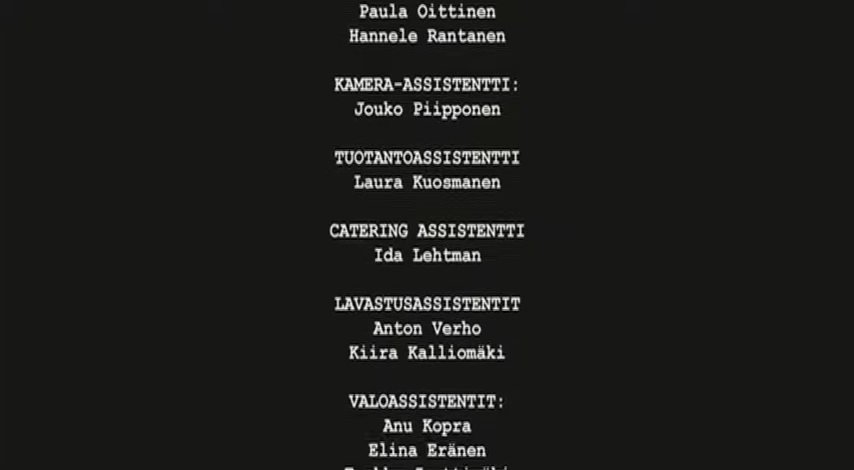 Paula Oittinen
Hannele Rantanen
KAMERA-ASSISTENTTI:
Jouko Piipponen
TUOTANTOASSISTENTTI
Laura Kuosmanen
CATERING ASSISTENTTI
Ida Lehtman
LAVASTUSASSISTENTIT
Anton Verho
Kiira Kalliomäki
VALOASSISTENTIT:
Anu Kopra
Elina Eränen